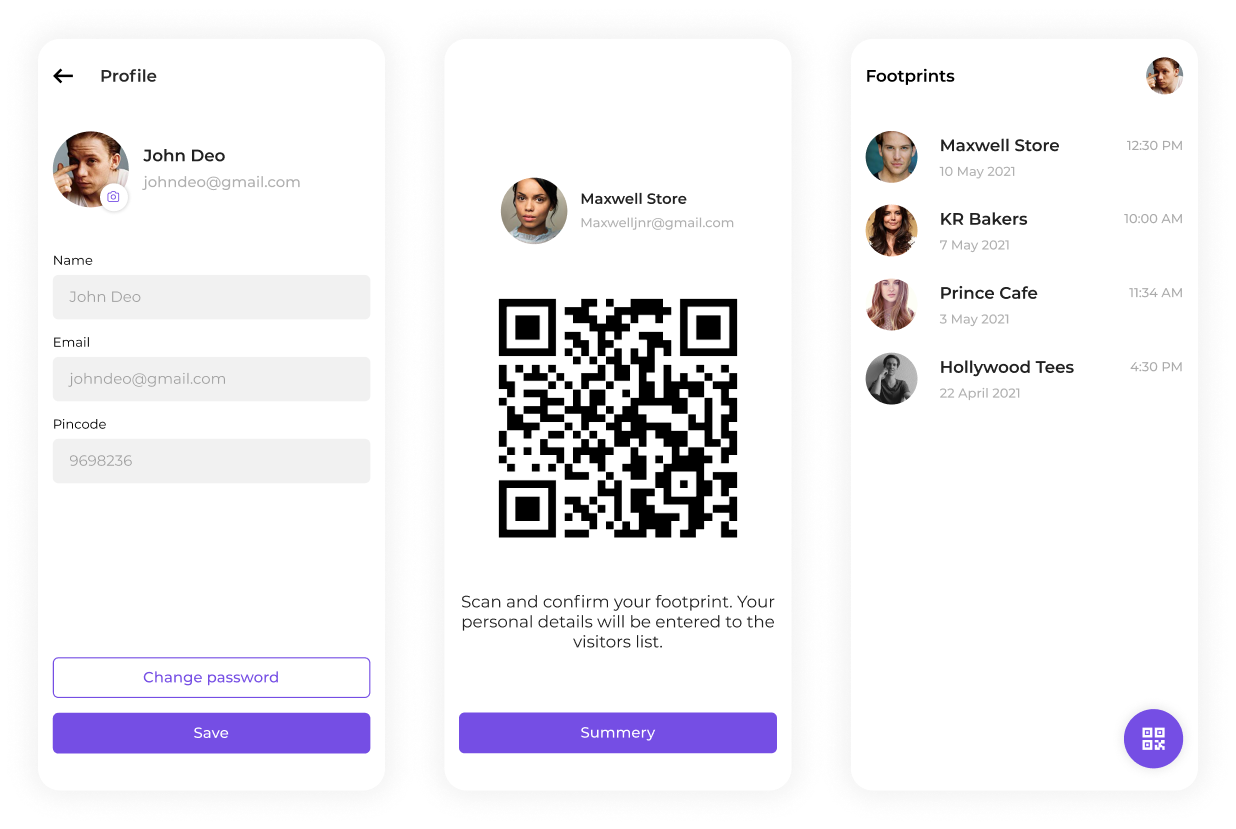 Profile
John Deo
johndeo@gmail.com
Name
John Deo
Email
johndeo@gmail.com
Pincode
9698236
Change password
Save
Maxwell Store
Maxwelljnr@gmail.com
Scan and confirm your footprint. Your
personal details will be entered to the
visitors list.
Summery
Footprints
Maxwell Store
12:30 PM
10 May 2021
KR Bakers
10:00 AM
7 May 2021
Prince Cafe
11:34 AM
3 May 2021
Hollywood Tees
4:30 PM
22 April 2021